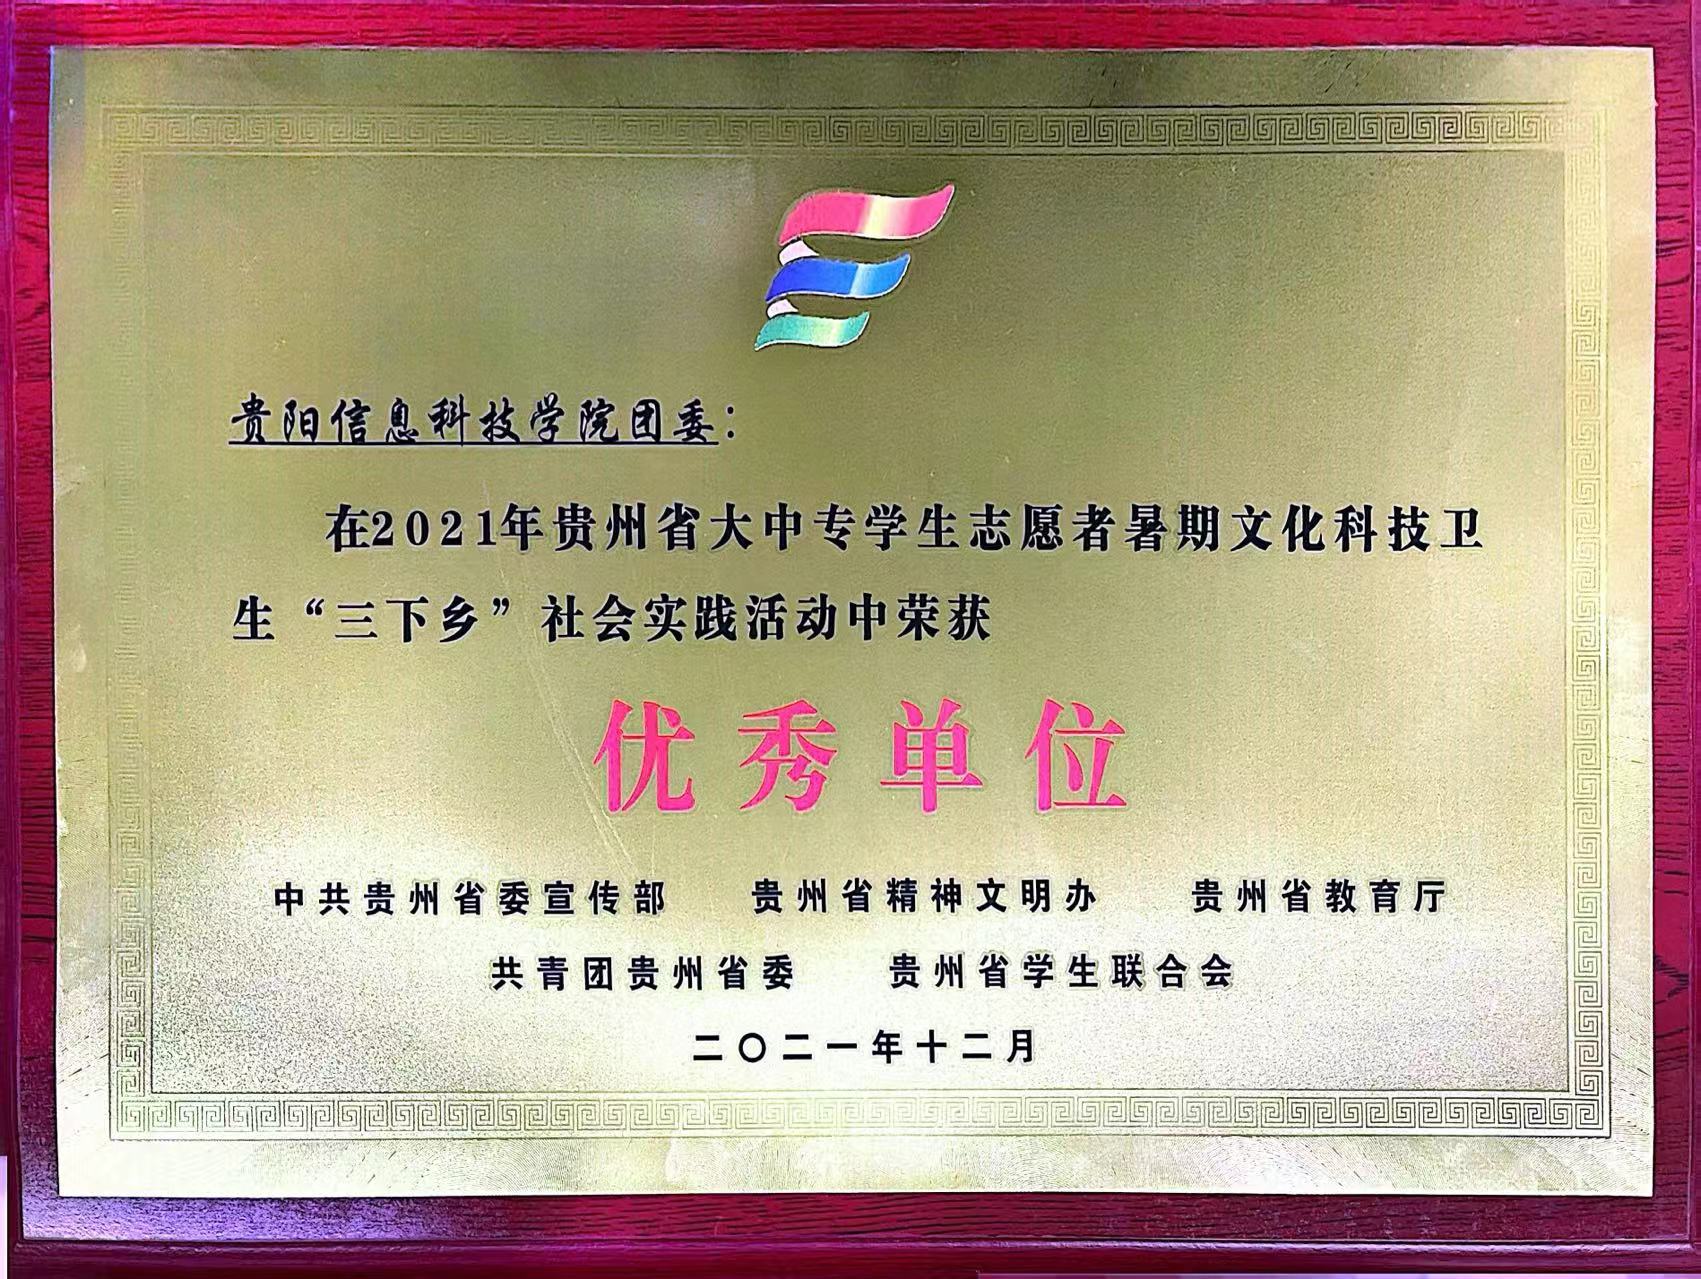 贵阳信息科技学院团委：
在2021年贵州省大中专学生志愿者暑期文化科技卫
生“三下乡”社会实践活动中荣获
优秀单位
中共贵州省委宣传部 贵州省精神文明办 贵州省教育厅
共青团贵州省委 贵州省学生联合会
二〇二一年十二月